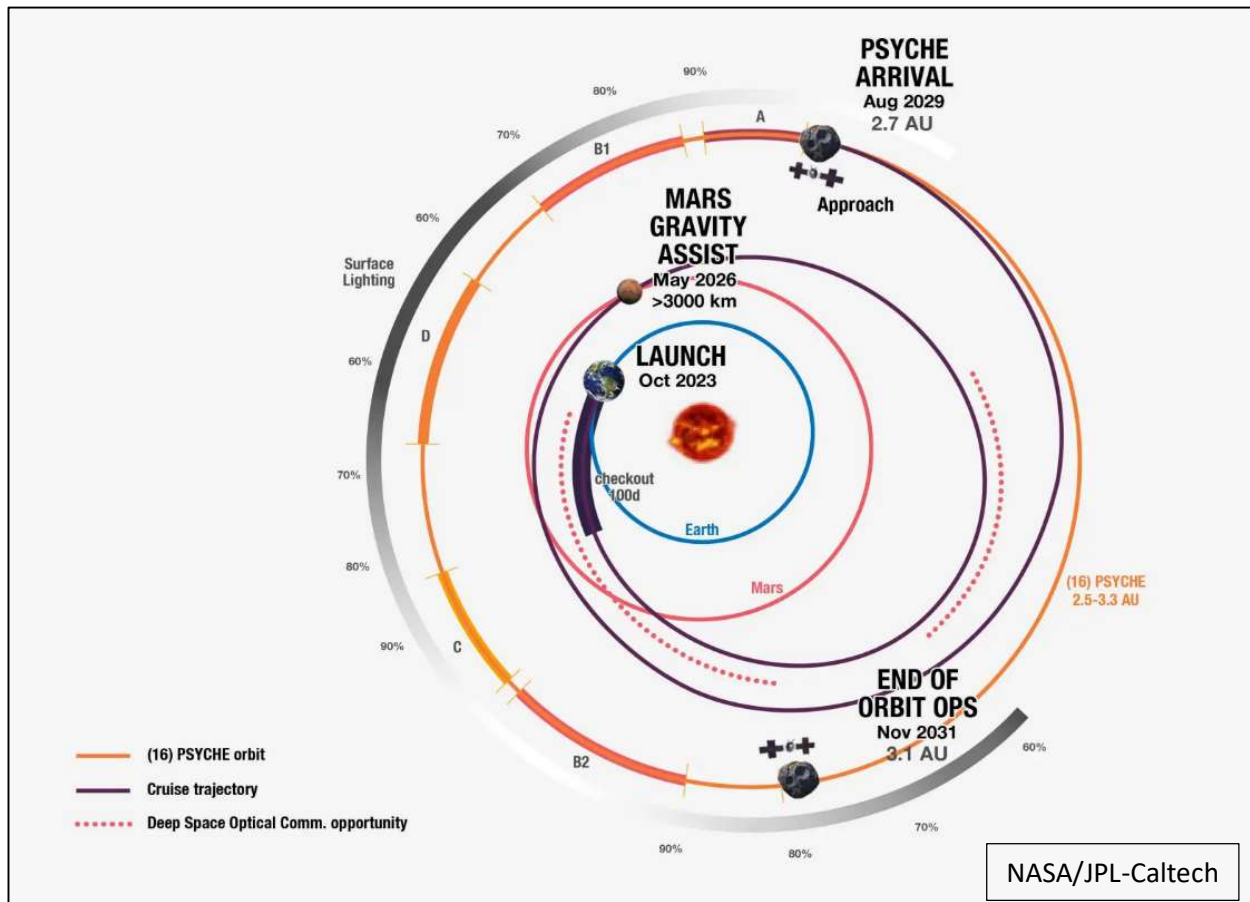 PSYCHE
ARRIVAL
Aug 2029
2.7 AU
90%
80%
70%
60%
Surface
Lighting
60%
70%
80%
90%
A
B1
D
C
B2
Approach
MARS
GRAVITY
ASSIST
May 2026
>3000 km
LAUNCH
Oct 2023
checkout
100d
Earth
Mars
(16) PSYCHE
2.5-3.3 AU
END OF
ORBIT OPS
Nov 2031
3.1 AU
60%
70%
80%
90%
(16) PSYCHE orbit
Cruise trajectory
Deep Space Optical Comm. opportunity
NASA/JPL-Caltech